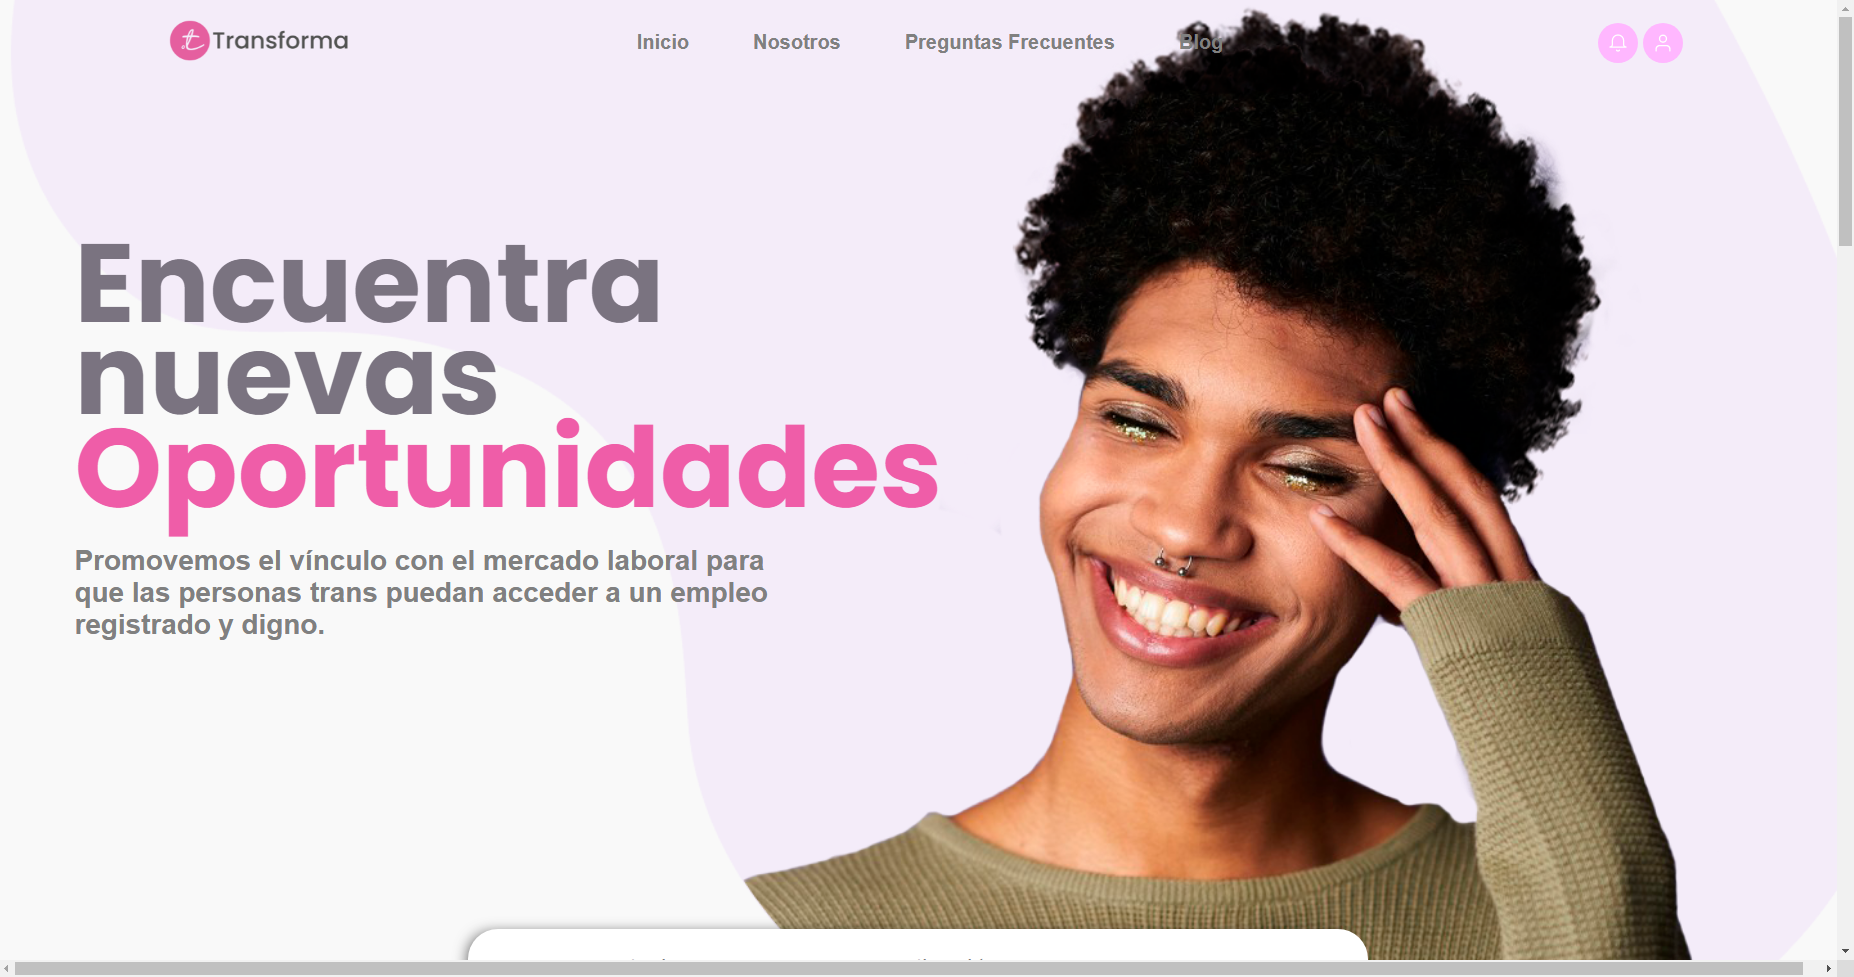 Transforma
Inicio
Nosotros
Preguntas Frecuentes
Blog
Encuentra
nuevas
Oportunidades
Promovemos el vínculo con el mercado laboral para
que las personas trans puedan acceder a un empleo
registrado y digno.